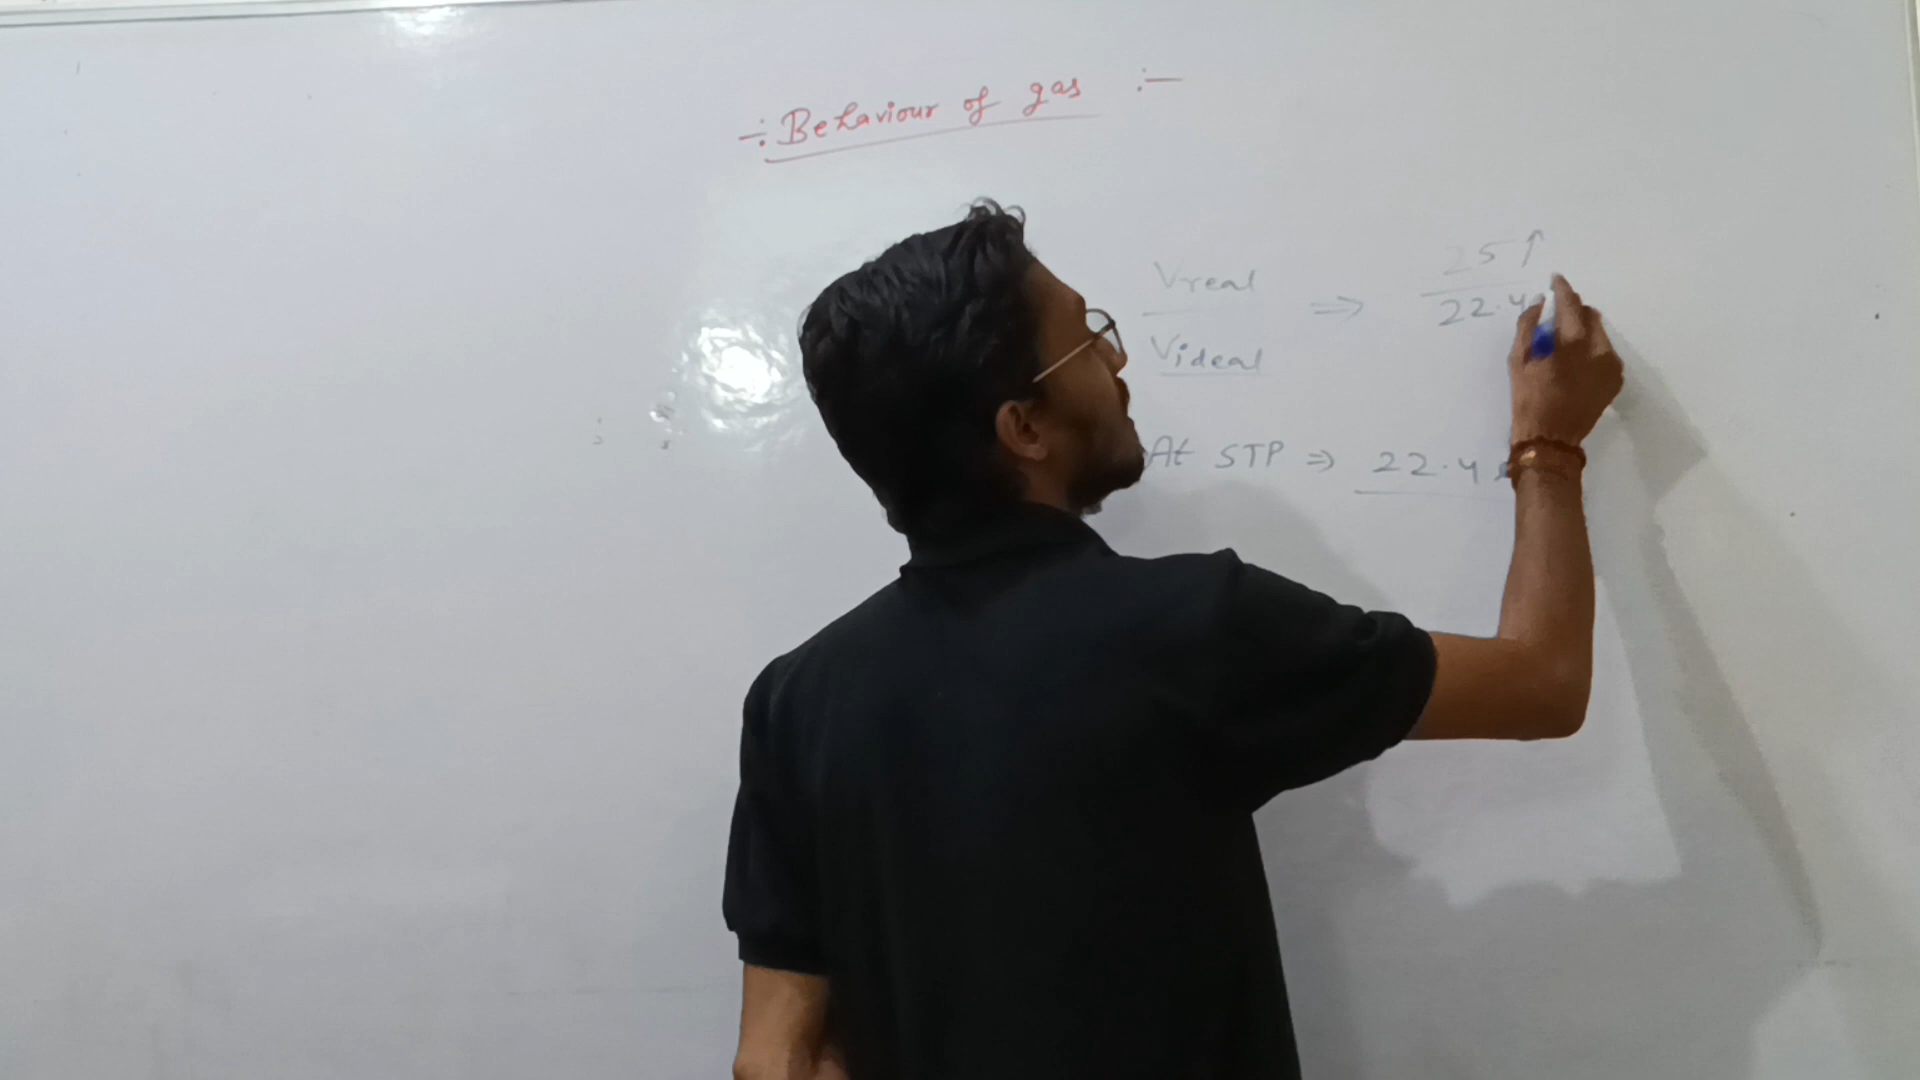 -:Behaviour of gas :-
Vreal
Videal
⇒
25↑
22.4
At STP ⇒ 22.4